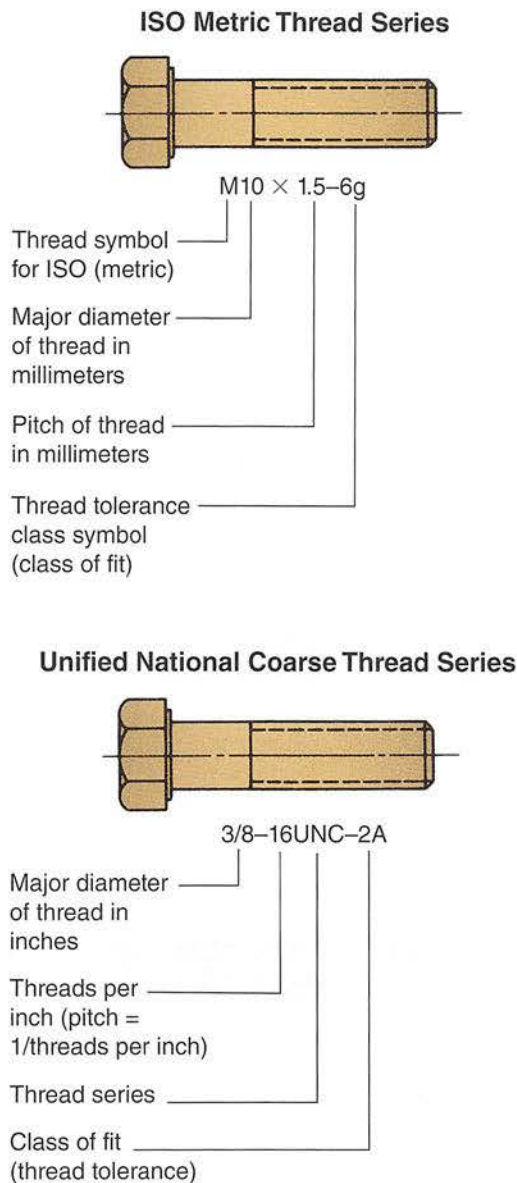 ISO Metric Thread Series
M10 × 1.5–6g
Thread symbol
for ISO (metric)
Major diameter
of thread in
millimeters
Pitch of thread
in millimeters
Thread tolerance
class symbol
(class of fit)
Unified National Coarse Thread Series
3/8–16UNC–2A
Major diameter
of thread in
inches
Threads per
inch (pitch =
1/threads per inch)
Thread series
Class of fit
(thread tolerance)